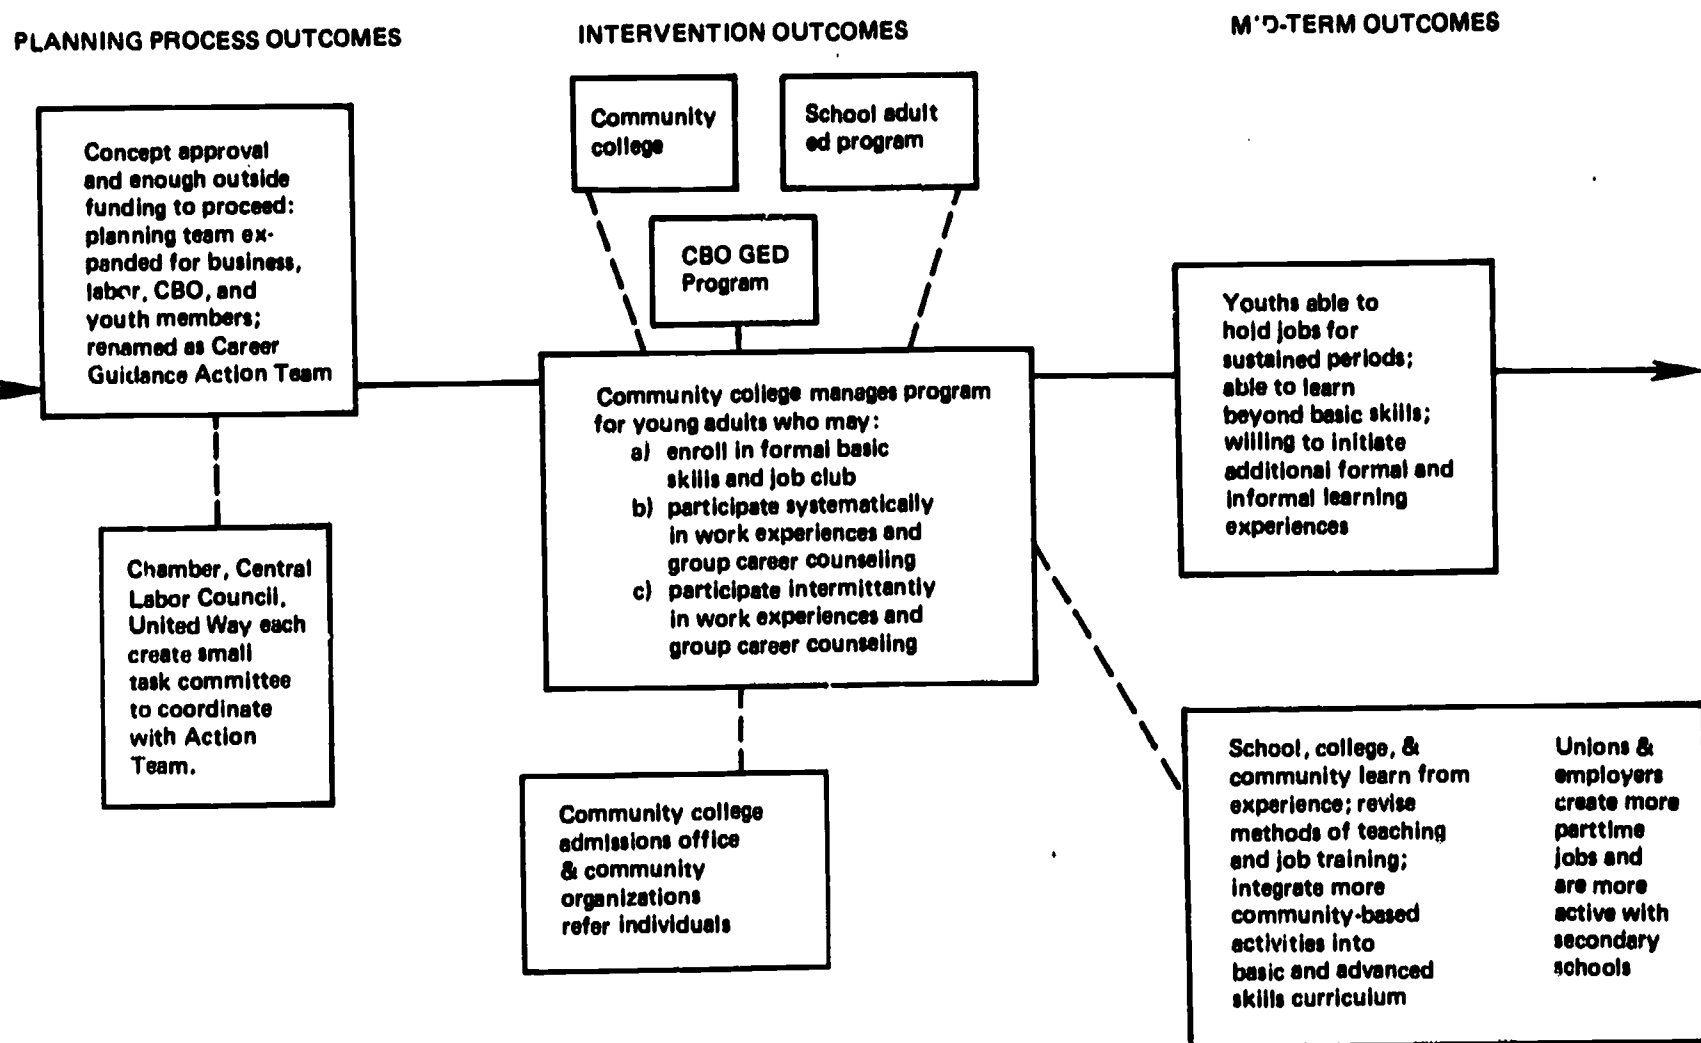 PLANNING PROCESS OUTCOMES
Concept approval
and enough outside
funding to proceed:
planning team ex-
panded for business,
labor, CBO, and
youth members;
renamed as Career
Guidance Action Team
Chamber, Central
Labor Council,
United Way each
create small
task committee
to coordinate
with Action
Team.
INTERVENTION OUTCOMES
Community
college
School adult
ed program
CBO GED
Program
Community college manages program
for young adults who may:
a) enroll in formal basic
skills and job club
b) participate systematically
in work experiences and
group career counseling
c) participate intermittantly
in work experiences and
group career counseling
Community college
admissions office
& community
organizations
refer individuals
MID-TERM OUTCOMES
Youths able to
hold jobs for
sustained periods;
able to learn
beyond basic skills;
willing to initiate
additional formal and
informal learning
experiences
School, college, &
community learn from
experience; revise
methods of teaching
and job training;
integrate more
community-based
activities into
basic and advanced
skills curriculum
Unions &
employers
create more
parttime
jobs and
are more
active with
secondary
schools